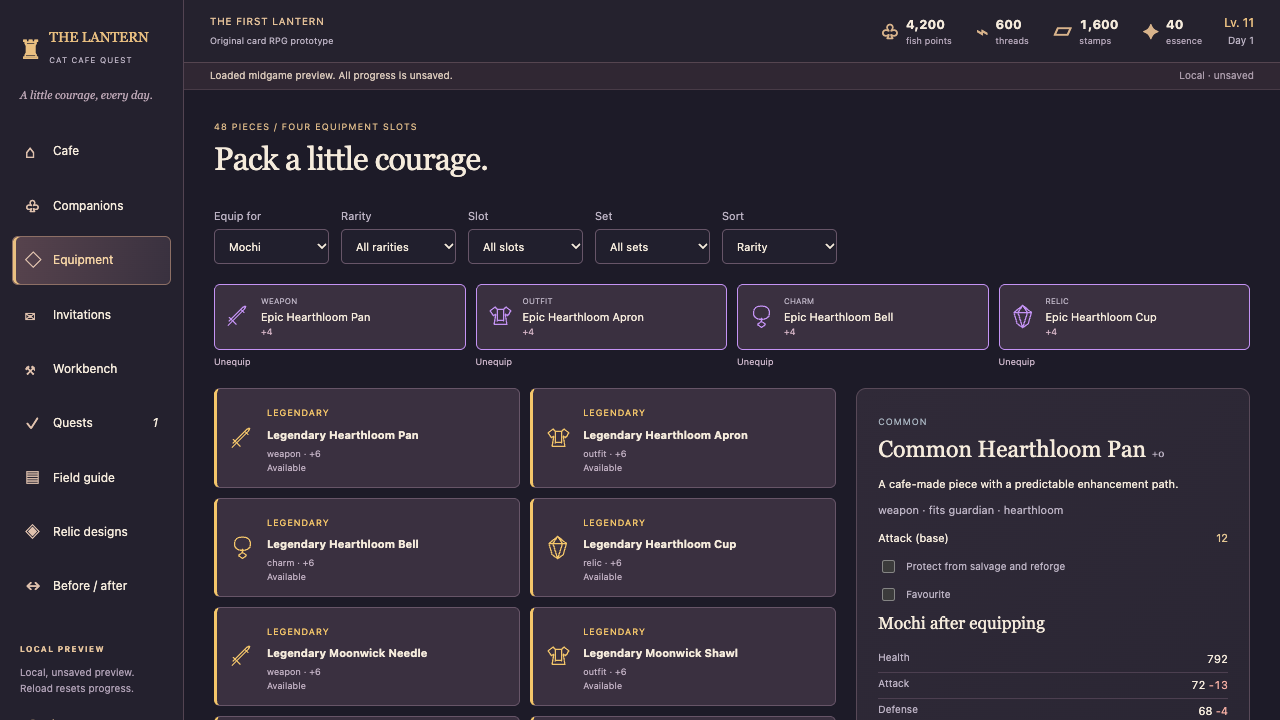 THE LANTERN
CAT CAFE QUEST
A little courage, every day.
Cafe
Companions
Equipment
Invitations
Workbench
Quests 1
Field guide
Relic designs
Before / after
LOCAL PREVIEW
Local, unsaved preview.
Reload resets progress.
THE FIRST LANTERN
Original card RPG prototype
4,200
fish points
600
threads
1,600
stamps
40
essence
Lv. 11
Day 1
Loaded midgame preview. All progress is unsaved.
Local · unsaved
48 PIECES / FOUR EQUIPMENT SLOTS
Pack a little courage.
Equip for
Mochi
Rarity
All rarities
Slot
All slots
Set
All sets
Sort
Rarity
WEAPON
Epic Hearthloom Pan
+4
Unequip
OUTFIT
Epic Hearthloom Apron
+4
Unequip
CHARM
Epic Hearthloom Bell
+4
Unequip
RELIC
Epic Hearthloom Cup
+4
Unequip
LEGENDARY
Legendary Hearthloom Pan
weapon · +6
Available
LEGENDARY
Legendary Hearthloom Apron
outfit · +6
Available
LEGENDARY
Legendary Hearthloom Bell
charm · +6
Available
LEGENDARY
Legendary Hearthloom Cup
relic · +6
Available
LEGENDARY
Legendary Moonwick Needle
weapon · +6
Available
LEGENDARY
Legendary Moonwick Shawl
outfit · +6
Available
COMMON
Common Hearthloom Pan +0
A cafe-made piece with a predictable enhancement path.
weapon · fits guardian · hearthloom
Attack (base) 12
Protect from salvage and reforge
Favourite
Mochi after equipping
Health 792
Attack 72 -13
Defense 68 -4